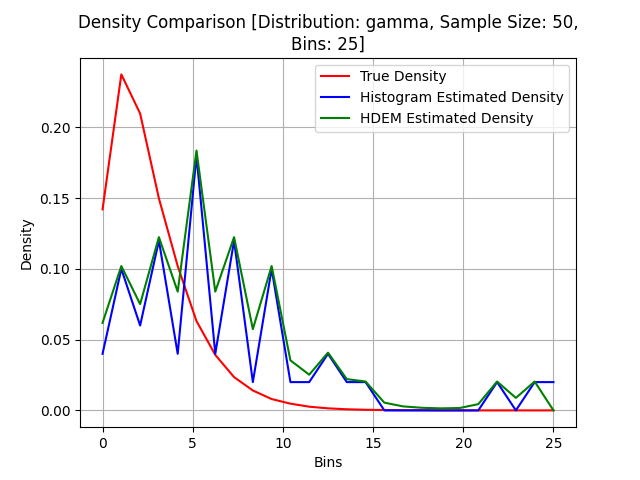 Density Comparison [Distribution: gamma, Sample Size: 50,
Bins: 25]
True Density
Histogram Estimated Density
HDEM Estimated Density
Density
0.20
0.15
0.10
0.05
0.00
0
5
10
15
20
25
Bins